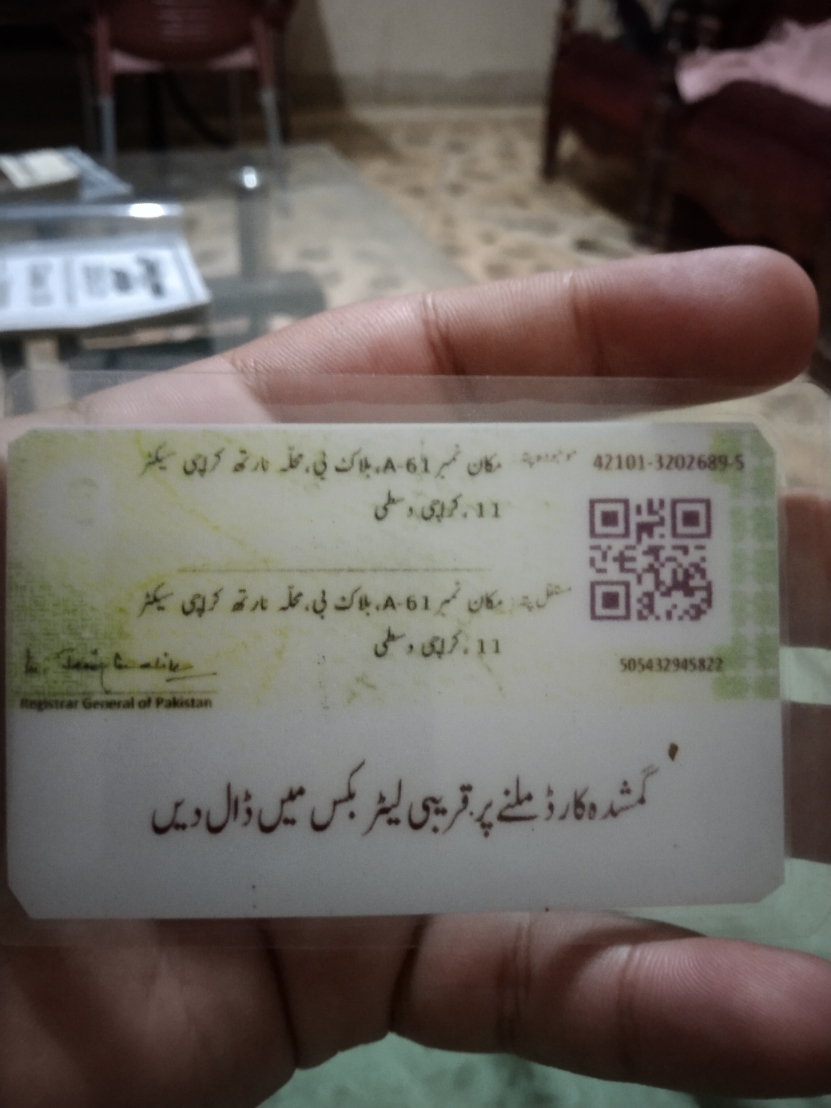 42101-3202689-5
موجودہ پتہ: مکان نمبر A-61، بلاک بی، محلہ نارتھ کراچی سیکٹر
11، کراچی وسطی
مستقل پتہ: مکان نمبر A-61، بلاک بی، محلہ نارتھ کراچی سیکٹر
11، کراچی وسطی
505432945822
Registrar General of Pakistan
گمشدہ کارڈ ملنے پر قریبی لیٹر بکس میں ڈال دیں